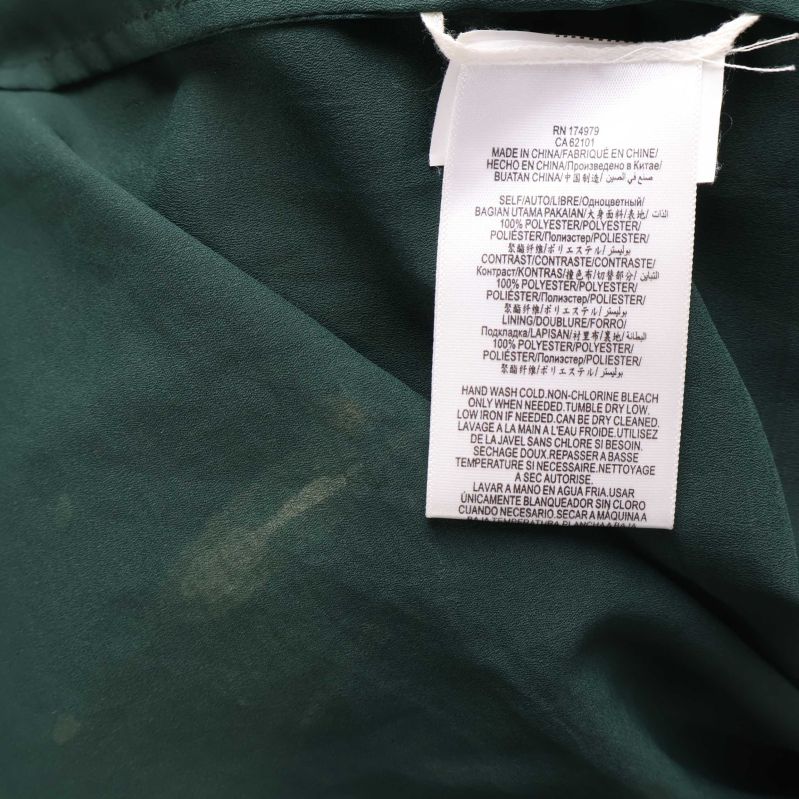 RN 174979
CA 62101
MADE IN CHINA/FABRIQUÉ EN CHINE/
HECHO EN CHINA/Произведено в Китае/
BUATAN CHINA/中国制造/صنع في الصين
SELF/AUTO/LIBRE/Одноцветный/
BAGIAN UTAMA PAKAIAN/大身面料/表地/الذات
100% POLYESTER/POLYESTER/
POLIÉSTER/Полиэстер/POLIESTER/
聚酯纤维/ポリエステル/بوليستر
CONTRAST/CONTRASTE/CONTRASTE/
Контраст/KONTRAS/撞色布/切替部分/التباين
100% POLYESTER/POLYESTER/
POLIÉSTER/Полиэстер/POLIESTER/
聚酯纤维/ポリエステル/بوليستر
LINING/DOUBLURE/FORRO/
Подкладка/LAPISAN/衬里布/裏地/البطانة
100% POLYESTER/POLYESTER/
POLIÉSTER/Полиэстер/POLIESTER/
聚酯纤维/ポリエステル/بوليستر
HAND WASH COLD.NON-CHLORINE BLEACH
ONLY WHEN NEEDED.TUMBLE DRY LOW.
LOW IRON IF NEEDED.CAN BE DRY CLEANED.
LAVAGE A LA MAIN A L'EAU FROIDE.UTILISEZ
DE LA JAVEL SANS CHLORE SI BESOIN.
SECHAGE DOUX.REPASSER A BASSE
TEMPERATURE SI NECESSAIRE.NETTOYAGE
A SEC AUTORISE.
LAVAR A MANO EN AGUA FRIA.USAR
ÚNICAMENTE BLANQUEADOR SIN CLORO
CUANDO NECESARIO.SECAR A MÁQUINA A
BAJA TEMPERATURA.PLANCHA A BAJA